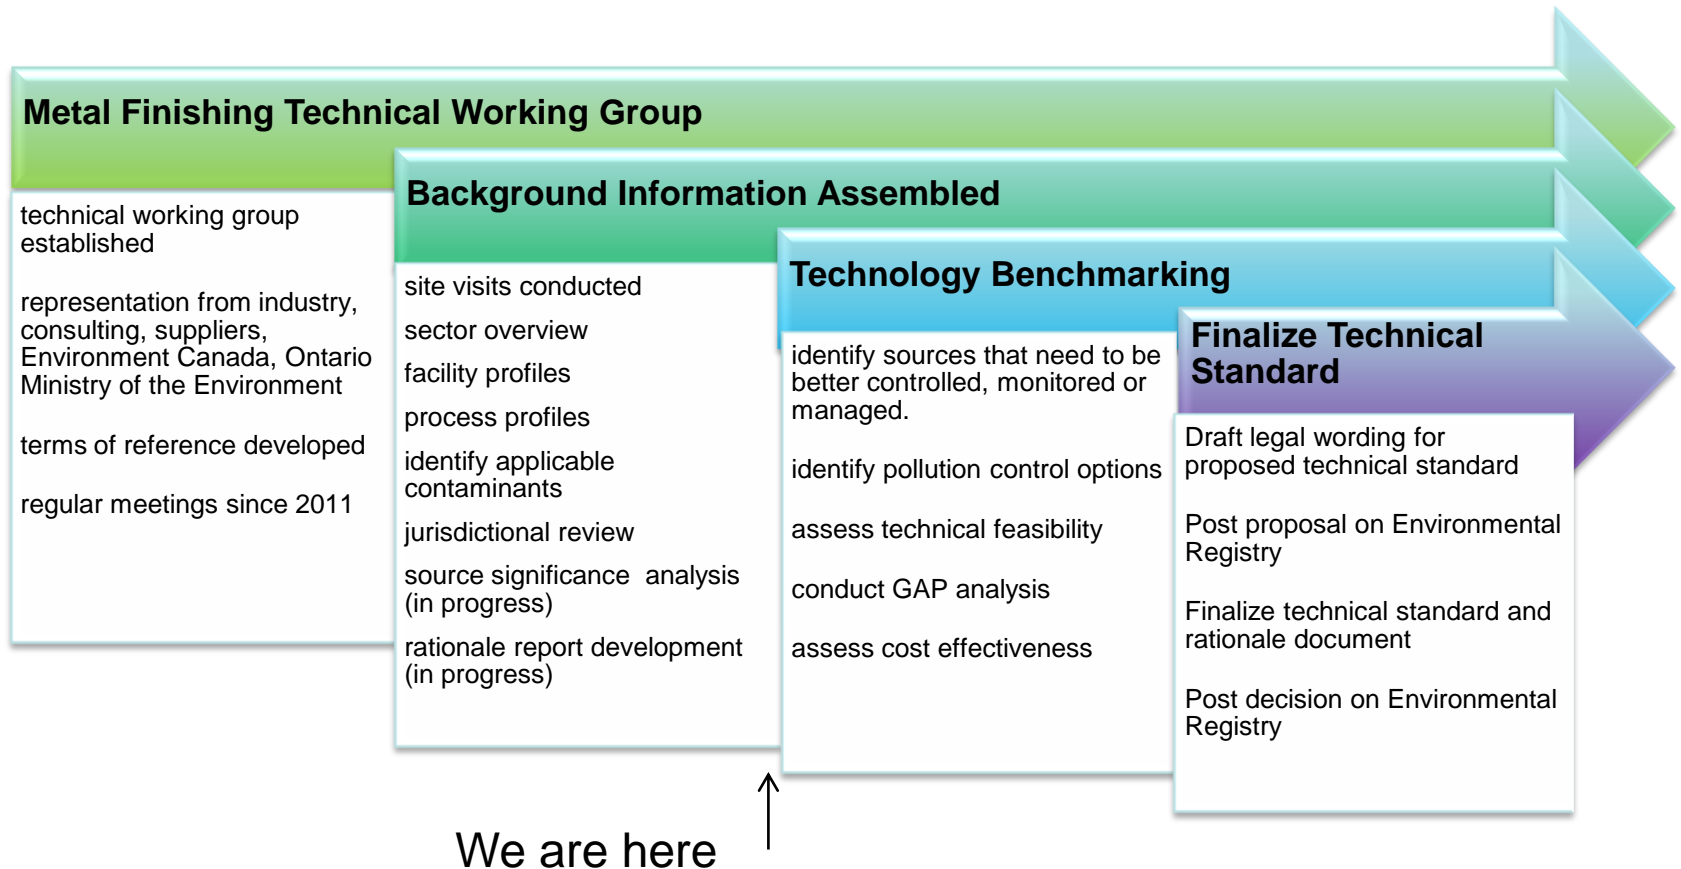 Metal Finishing Technical Working Group
technical working group
established
representation from industry,
consulting, suppliers,
Environment Canada, Ontario
Ministry of the Environment
terms of reference developed
regular meetings since 2011
Background Information Assembled
site visits conducted
sector overview
facility profiles
process profiles
identify applicable
contaminants
jurisdictional review
source significance  analysis
(in progress)
rationale report development
(in progress)
Technology Benchmarking
identify sources that need to be
better controlled, monitored or
managed.
identify pollution control options
assess technical feasibility
conduct GAP analysis
assess cost effectiveness
Finalize Technical
Standard
Draft legal wording for
proposed technical standard
Post proposal on Environmental
Registry
Finalize technical standard and
rationale document
Post decision on Environmental
Registry
We are here